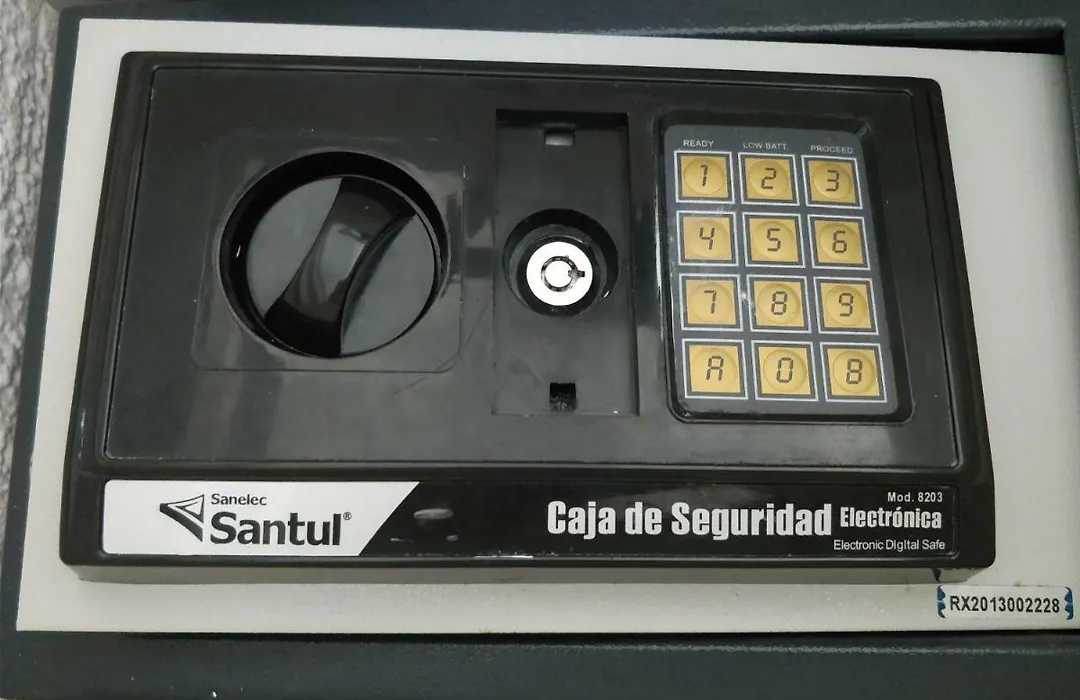 READY LOW BATT. PROCEED
1 2 3
4 5 6
7 8 9
A 0 B
Sanelec
Santul®
Mod. 8203
Caja de Seguridad Electrónica
Electronic Digital Safe
RX2013002228